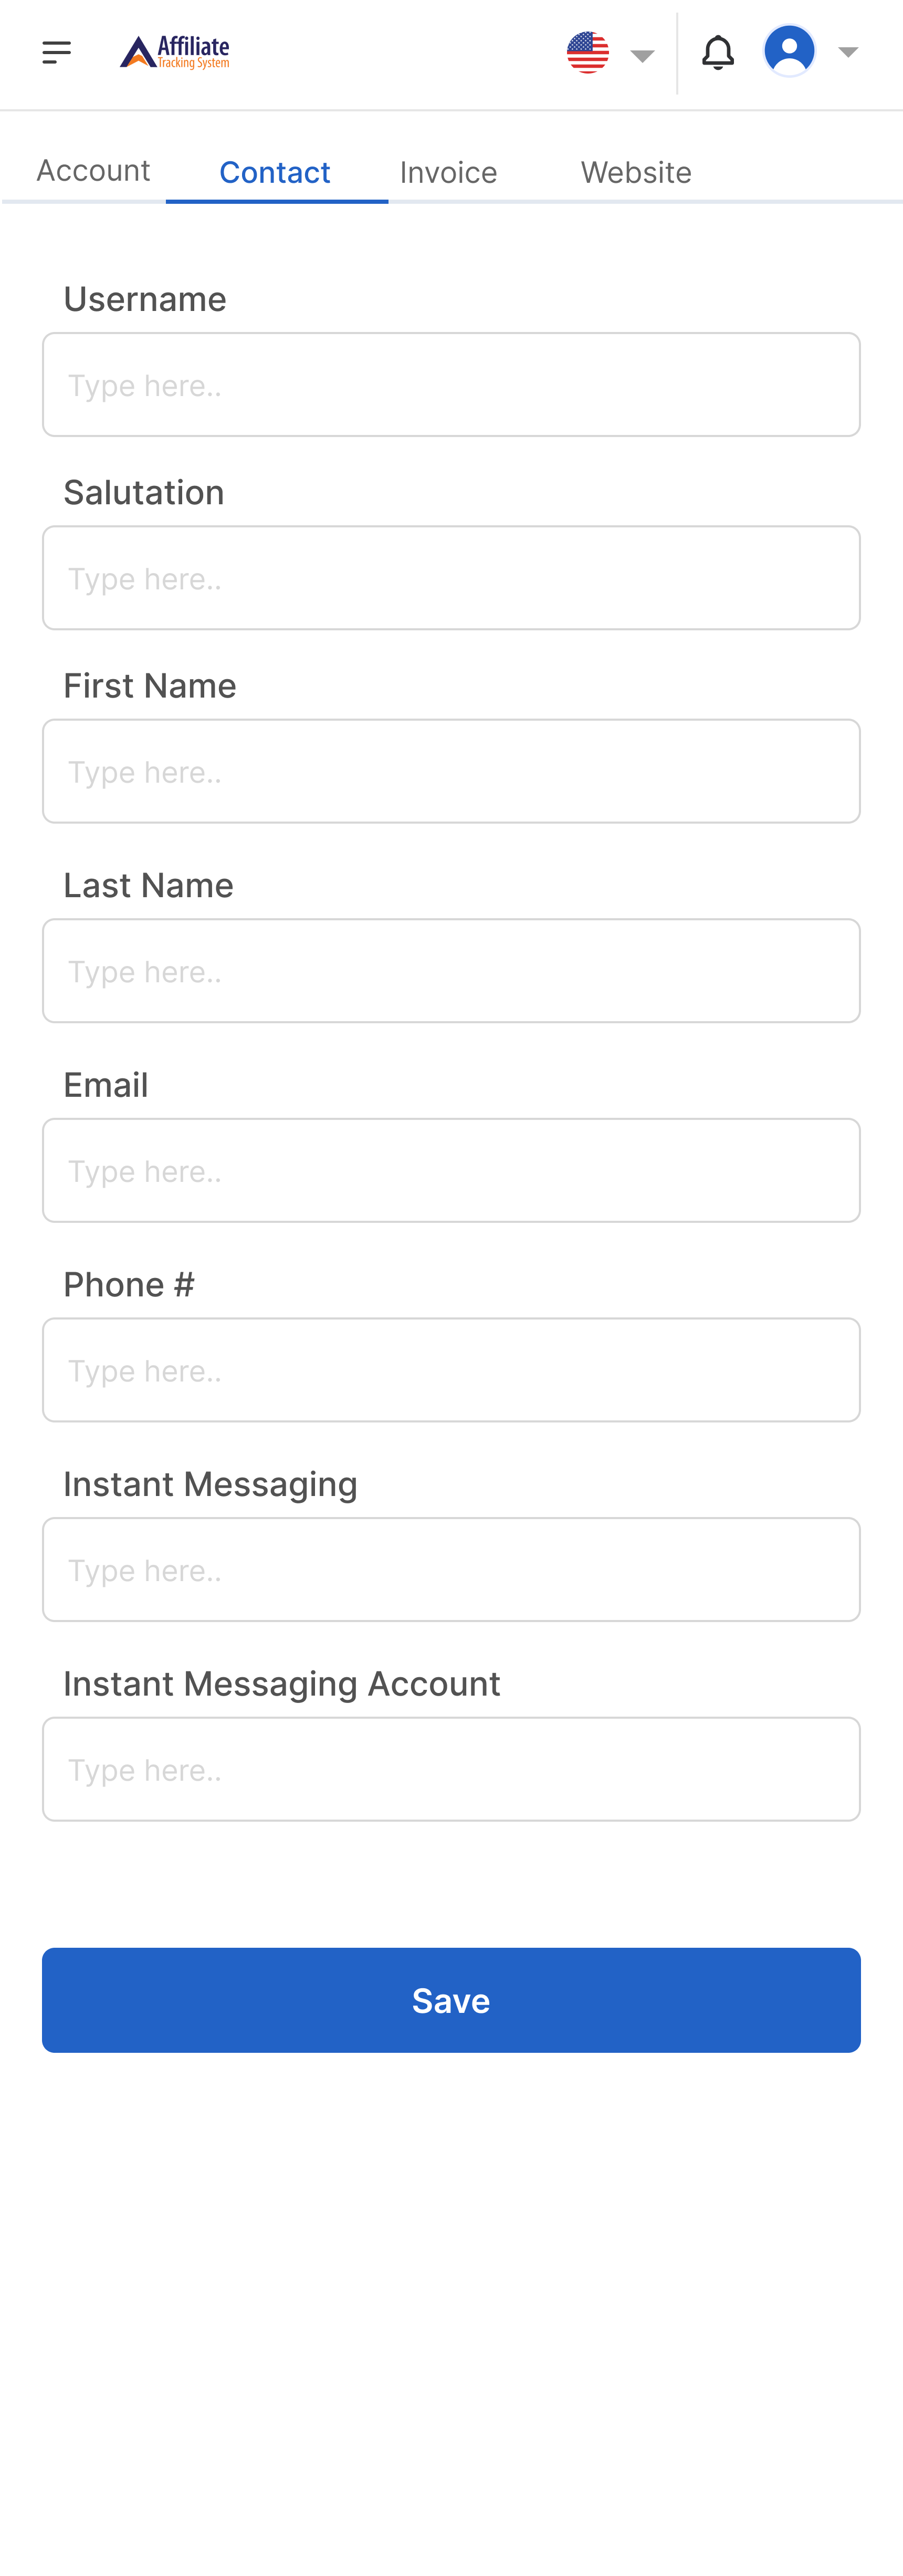 Affiliate
Tracking System
Account Contact Invoice Website
Username
Type here..
Salutation
Type here..
First Name
Type here..
Last Name
Type here..
Email
Type here..
Phone #
Type here..
Instant Messaging
Type here..
Instant Messaging Account
Type here..
Save